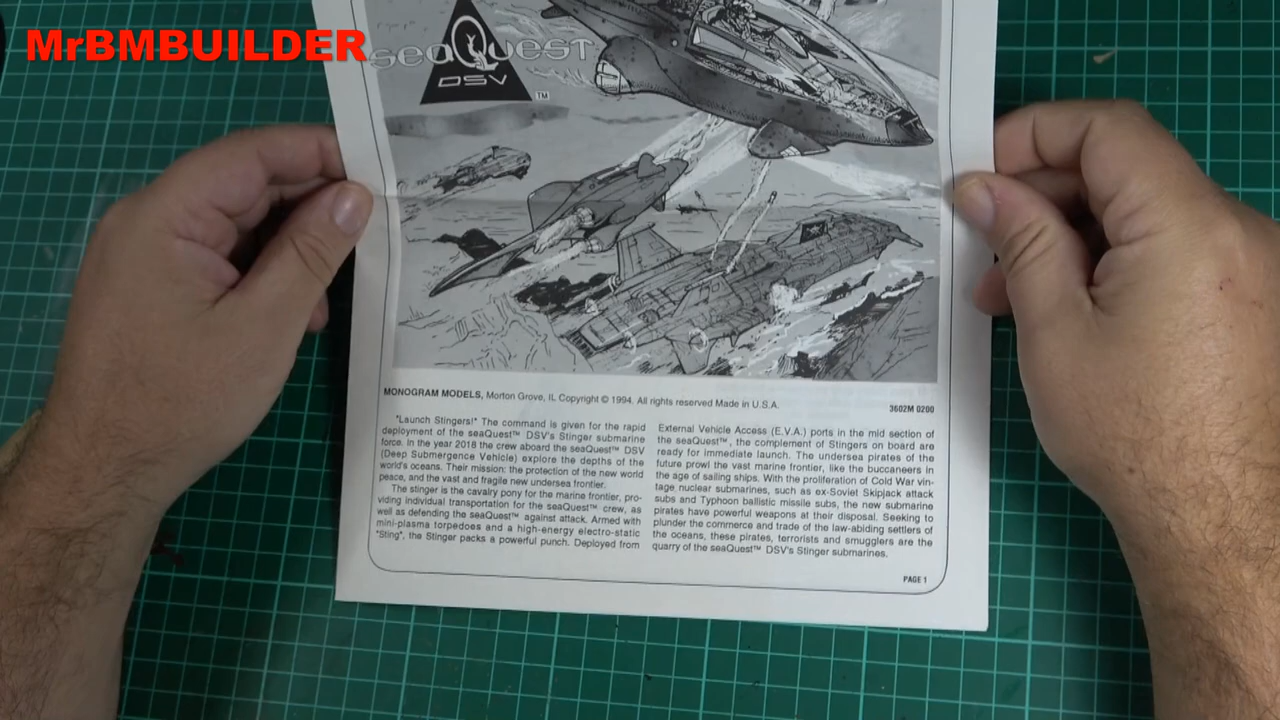 MrBMBUILDER
seaQuest
DSV
TM
MONOGRAM MODELS, Morton Grove, IL Copyright © 1994. All rights reserved Made in U.S.A.
3602M 0200
"Launch Stingers!" The command is given for the rapid
deployment of the seaQuest™ DSV's Stinger submarine
force. In the year 2018 the crew aboard the seaQuest™ DSV
(Deep Submergence Vehicle) explore the depths of the
world's oceans. Their mission: the protection of the new world
peace, and the vast and fragile new undersea frontier.
The stinger is the cavalry pony for the marine frontier, pro-
viding individual transportation for the seaQuest™ crew, as
well as defending the seaQuest™ against attack. Armed with
mini-plasma torpedoes and a high-energy electro-static
"Sting", the Stinger packs a powerful punch. Deployed from
External Vehicle Access (E.V.A.) ports in the mid section of
the seaQuest™, the complement of Stingers on board are
ready for immediate launch. The undersea pirates of the
future prowl the vast marine frontier, like the buccaneers in
the age of sailing ships. With the proliferation of Cold War vin-
tage nuclear submarines, such as ex-Soviet Skipjack attack
subs and Typhoon ballistic missile subs, the new submarine
pirates have powerful weapons at their disposal. Seeking to
plunder the commerce and trade of the law-abiding settlers of
the oceans, these pirates, terrorists and smugglers are the
quarry of the seaQuest™ DSV's Stinger submarines.
PAGE 1